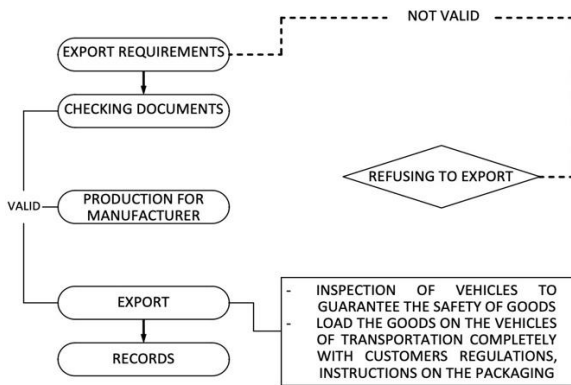 NOT VALID
EXPORT REQUIREMENTS
CHECKING DOCUMENTS
REFUSING TO EXPORT
VALID
PRODUCTION FOR
MANUFACTURER
EXPORT
- INSPECTION OF VEHICLES TO
GUARANTEE THE SAFETY OF GOODS
- LOAD THE GOODS ON THE VEHICLES
OF TRANSPORTATION COMPLETELY
WITH CUSTOMERS REGULATIONS,
INSTRUCTIONS ON THE PACKAGING
RECORDS